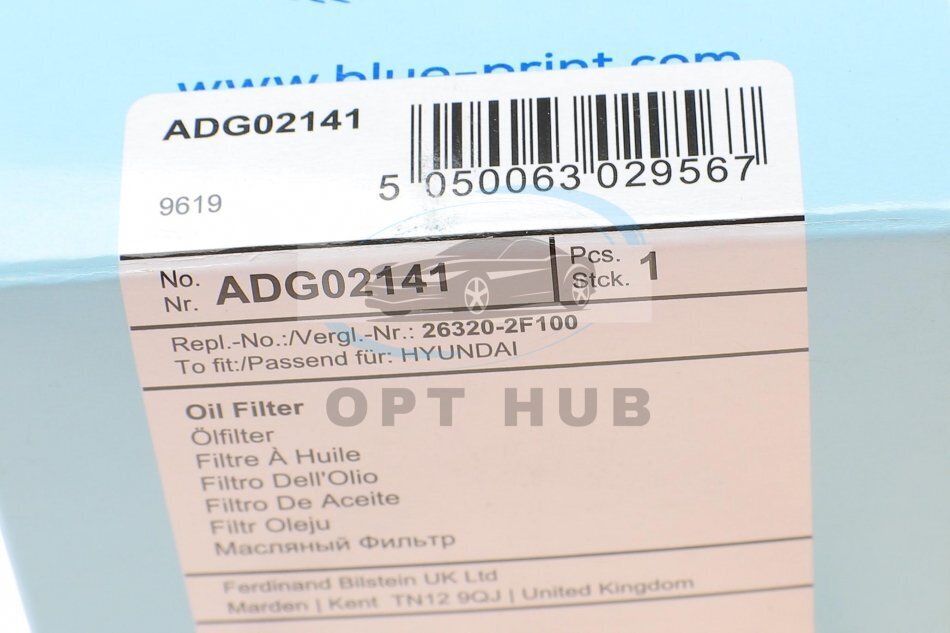 www.blue-print.com
ADG02141
5 050063 029567
9619
No.
Nr. ADG02141
Pcs.
Stck. 1
Repl.-No.:/Vergl.-Nr.: 26320-2F100
To fit:/Passend für: HYUNDAI
OPT HUB
Oil Filter
Ölfilter
Filtre À Huile
Filtro Dell'Olio
Filtro De Aceite
Filtr Oleju
Масляный Фильтр
Ferdinand Bilstein UK Ltd
Marden | Kent TN12 9QJ | United Kingdom